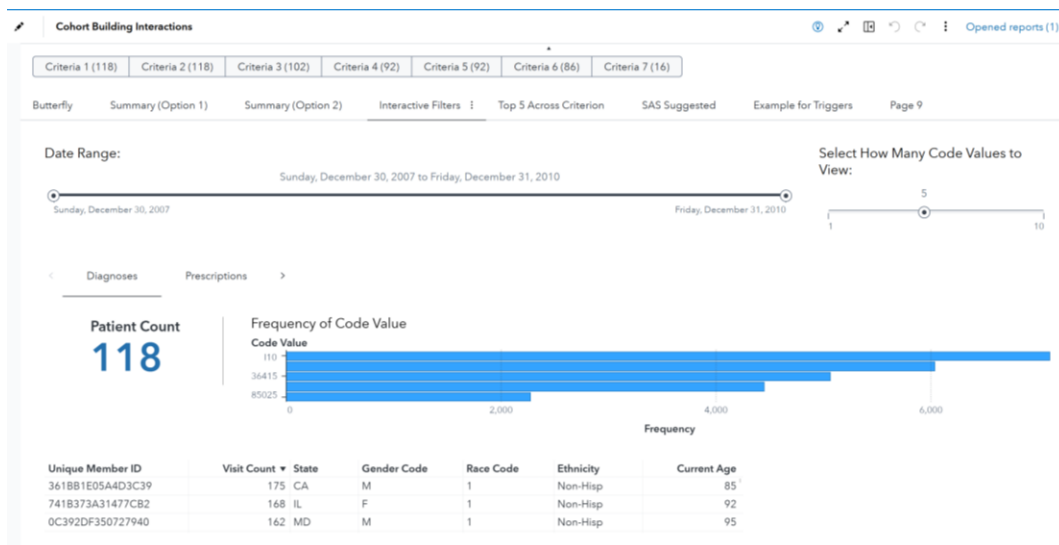 Cohort Building Interactions
Opened reports (1)
Criteria 1 (118) Criteria 2 (118) Criteria 3 (102) Criteria 4 (92) Criteria 5 (92) Criteria 6 (86) Criteria 7 (16)
Butterfly Summary (Option 1) Summary (Option 2) Interactive Filters Top 5 Across Criterion SAS Suggested Example for Triggers Page 9
Date Range:
Sunday, December 30, 2007 to Friday, December 31, 2010
Sunday, December 30, 2007 Friday, December 31, 2010
Select How Many Code Values to
View:
5
1 10
Diagnoses Prescriptions
Patient Count
118
Frequency of Code Value
Code Value
I10
36415
85025
0 2,000 4,000 6,000
Frequency
Unique Member ID Visit Count State Gender Code Race Code Ethnicity Current Age
361BB1E05A4D3C39 175 CA M 1 Non-Hisp 85
741B373A31477CB2 168 IL F 1 Non-Hisp 92
0C392DF350727940 162 MD M 1 Non-Hisp 95